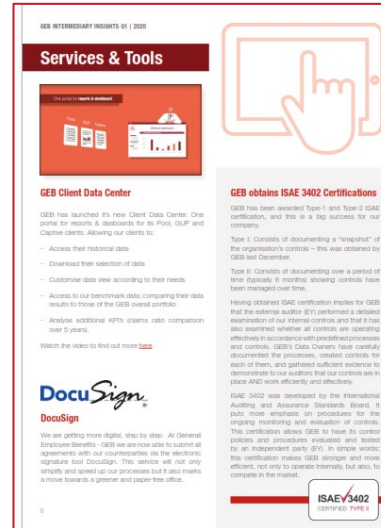 GEB INTERMEDIARY INSIGHTS Q1 | 2020
Services & Tools
One portal for reports & dashboard
Pool
GUP
Captive
GEB Client Data Center
GEB has launched it's new Client Data Center. One
portal for reports & dasboards for its Pool, GUP and
Captive clients. Allowing our clients to:
- Access their historical data
- Download their selection of data
- Customise data view according to their needs
- Access to our benchmark data: comparing their data
results to those of the GEB overall portfolio
- Analyse additional KPI's (claims ratio comparison
over 5 years).
Watch the video to find out more here.
DocuSign
DocuSign
We are getting more digital, step by step. At General
Employee Benefits - GEB we are now able to submit all
agreements with our counterparties via the electronic
signature tool DocuSign. This service will not only
simplify and speed up our processes but it also marks
a move towards a greener and paper-free office.
6
GEB obtains ISAE 3402 Certifications
GEB has been awarded Type-1 and Type-2 ISAE
certification, and this is a big success for our
company.
Type I: Consists of documenting a "snapshot" of
the organisation's controls – this was obtained by
GEB last December.
Type II: Consists of documenting over a period of
time (typically 6 months) showing controls have
been managed over time.
Having obtained ISAE certification implies for GEB
that the external auditor (EY) performed a detailed
examination of our internal controls and that it has
also examined whether all controls are operating
effectively in accordance with predefined processes
and controls. GEB's Data Owners have carefully
documented the processes, created controls for
each of them, and gathered sufficient evidence to
demonstrate to our auditors that our controls are in
place AND work efficiently and effectively.
ISAE 3402 was developed by the International
Auditing and Assurance Standards Board. It
puts more emphasis on procedures for the
ongoing monitoring and evaluation of controls.
This certification allows GEB to have its control
policies and procedures evaluated and tested
by an independent party (EY). In simple words:
this certification makes GEB stronger and more
efficient, not only to operate internally, but also, to
compete in the market.
ISAE 3402
CERTIFIED TYPE II